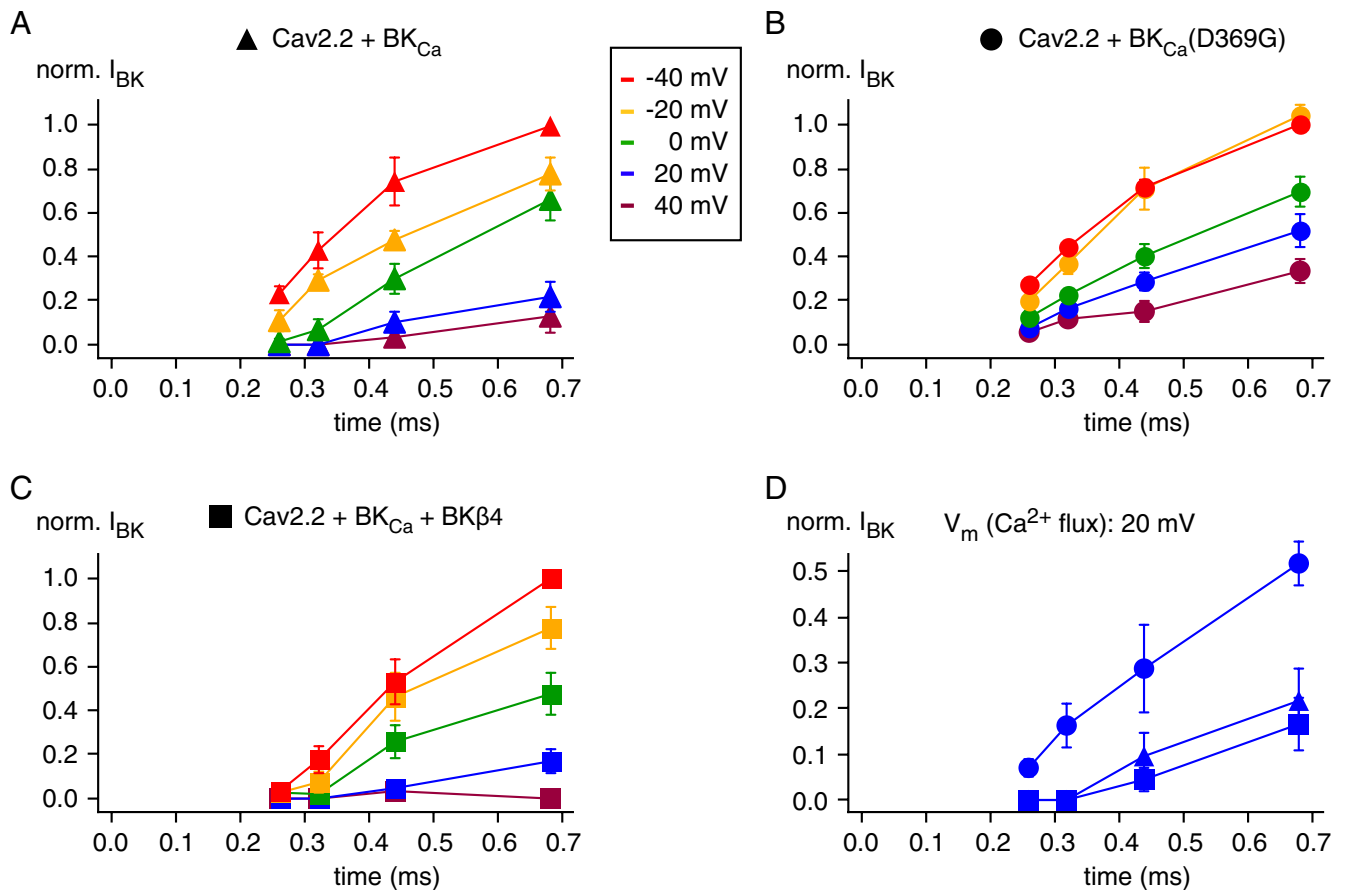 A
▲ Cav2.2 + BKCa
norm. IBK
1.0
0.8
0.6
0.4
0.2
0.0
0.0 0.1 0.2 0.3 0.4 0.5 0.6 0.7
time (ms)
-40 mV
-20 mV
0 mV
20 mV
40 mV
B
● Cav2.2 + BKCa(D369G)
norm. IBK
1.0
0.8
0.6
0.4
0.2
0.0
0.0 0.1 0.2 0.3 0.4 0.5 0.6 0.7
time (ms)
C
■ Cav2.2 + BKCa + BKβ4
norm. IBK
1.0
0.8
0.6
0.4
0.2
0.0
0.0 0.1 0.2 0.3 0.4 0.5 0.6 0.7
time (ms)
D
norm. IBK
Vm (Ca2+ flux): 20 mV
0.5
0.4
0.3
0.2
0.1
0.0
0.0 0.1 0.2 0.3 0.4 0.5 0.6 0.7
time (ms)